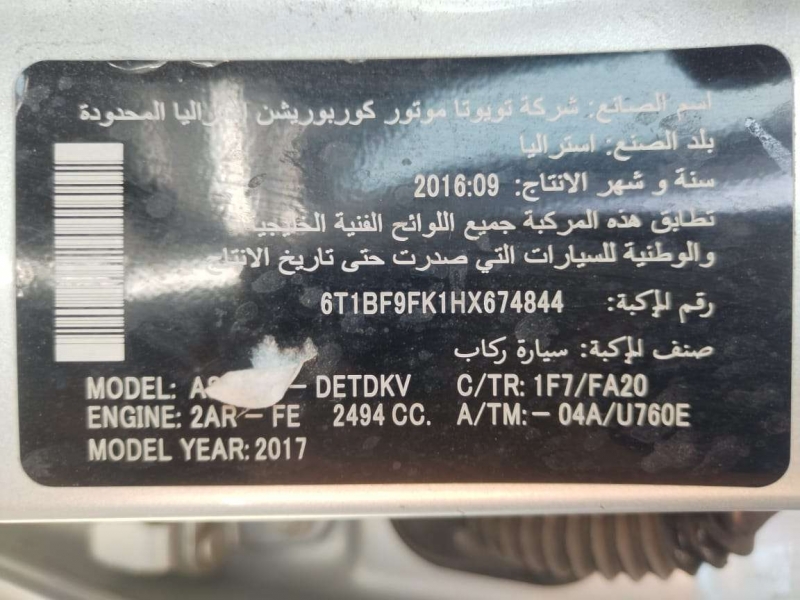 اسم الصانع: شركة تويوتا موتور كوربوريشن المحدودة
بلد الصنع: استراليا
سنة و شهر الانتاج: 2016:09
تطابق هذه المركبة جميع اللوائح الفنية الخليجية
والوطنية للسيارات التي صدرت حتى تاريخ الانتاج
رقم المركبة: 6T1BF9FK1HX674844
صنف المركبة: سيارة ركاب
MODEL: DETDKV C/TR: 1F7/FA20
ENGINE: 2AR-FE 2494 CC. A/TM:-04A/U760E
MODEL YEAR: 2017